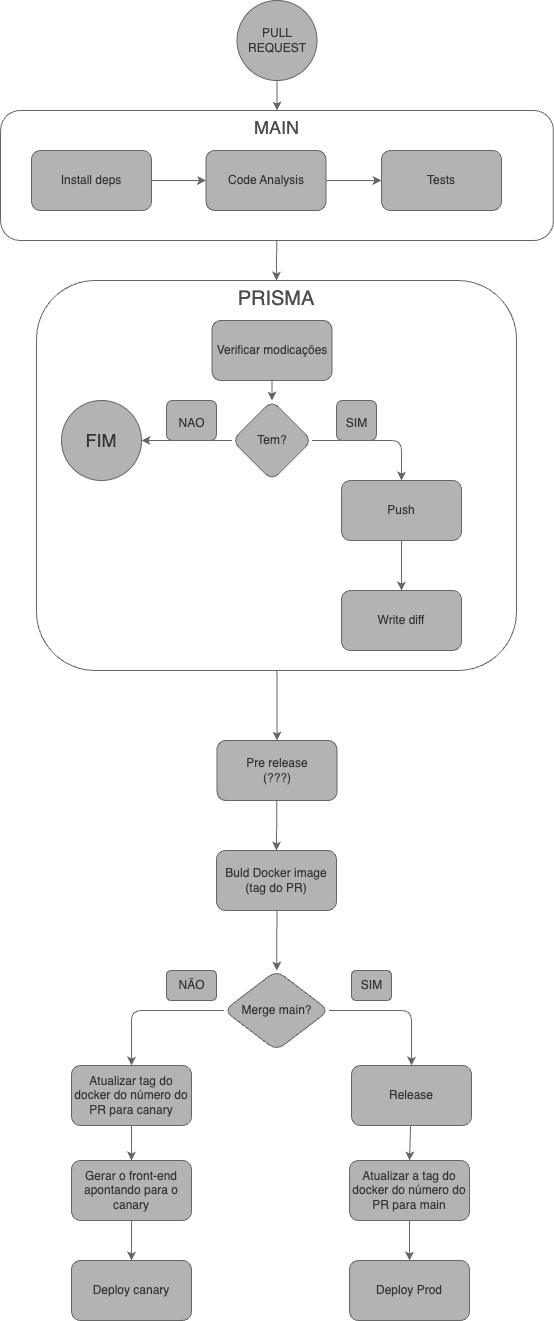 PULL
REQUEST
MAIN
Install deps
Code Analysis
Tests
PRISMA
Verificar modicações
NAO
SIM
FIM
Tem?
Push
Write diff
Pre release
(???)
Buld Docker image
(tag do PR)
NÃO
SIM
Merge main?
Atualizar tag do
docker do número do
PR para canary
Release
Gerar o front-end
apontando para o
canary
Atualizar a tag do
docker do número do
PR para main
Deploy canary
Deploy Prod